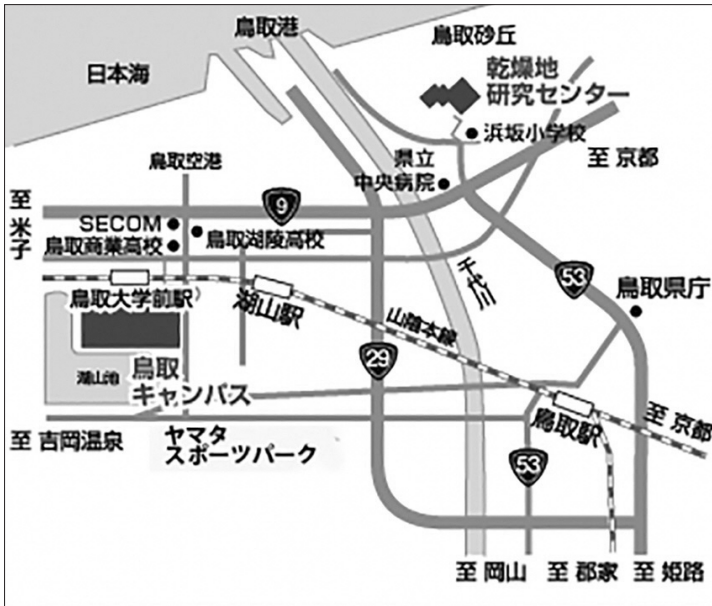 鳥取港
鳥取砂丘
日本海
乾燥地
研究センター
浜坂小学校
鳥取空港
県立
中央病院
至 京都
至 米子
9
SECOM
鳥取商業高校
鳥取湖陵高校
千代川
53
鳥取県庁
鳥取大学前駅
湖山駅
山陰本線
29
湖山池
鳥取
キャンパス
鳥取駅
至 京都
至 吉岡温泉
ヤマタ
スポーツパーク
53
至 岡山
至 郡家
至 姫路